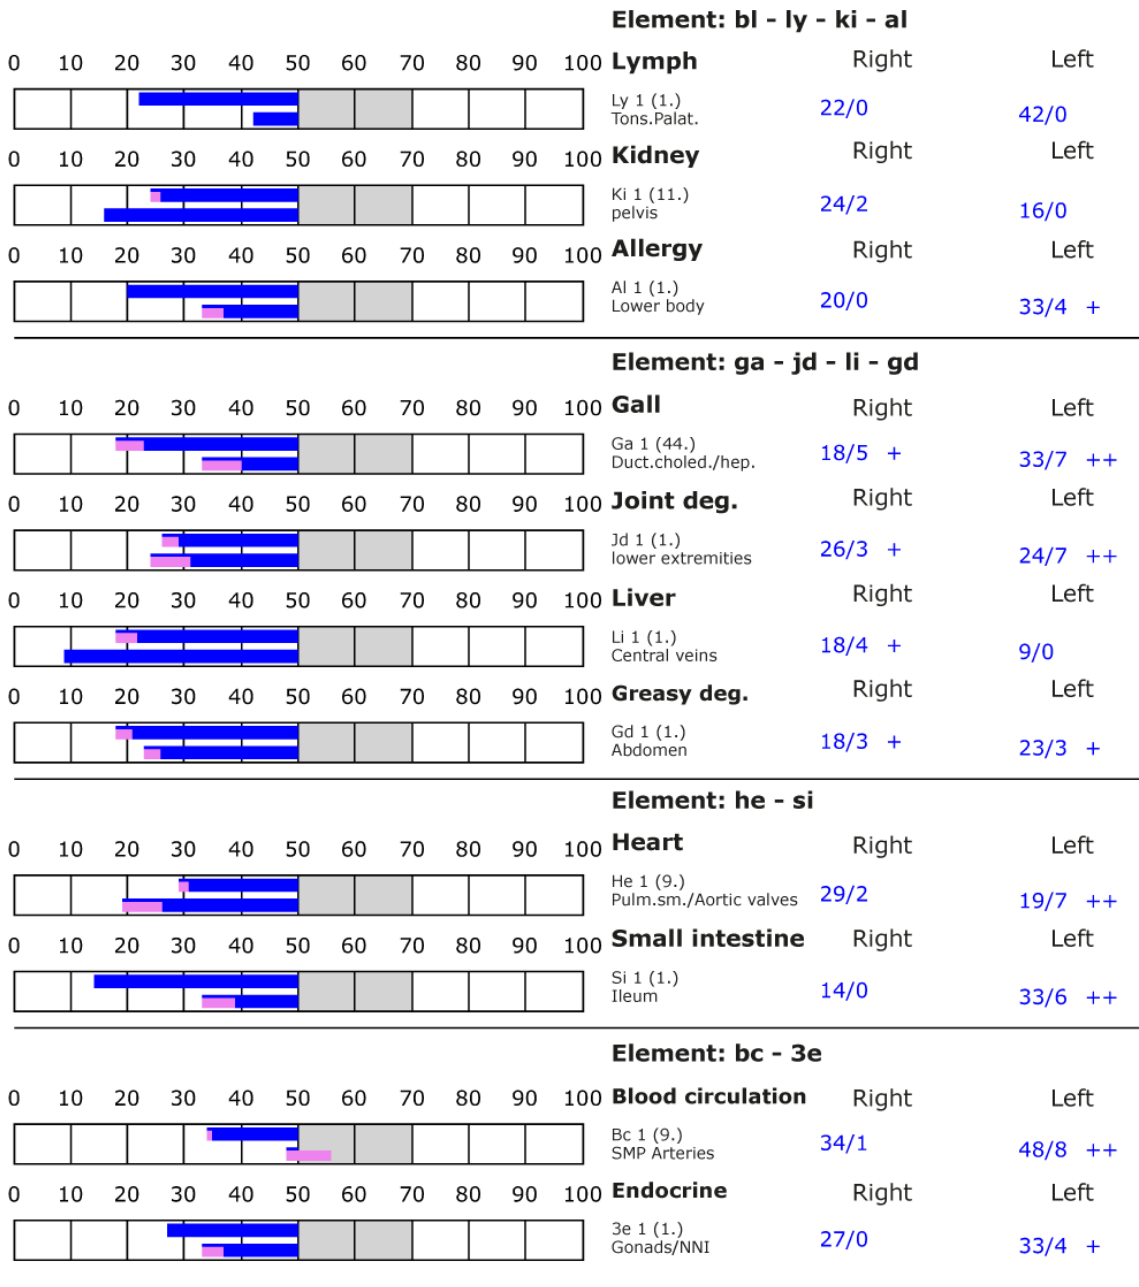 Element: bl - ly - ki - al
0 10 20 30 40 50 60 70 80 90 100 Lymph Right Left
Ly 1 (1.) 22/0 42/0
Tons.Palat.
0 10 20 30 40 50 60 70 80 90 100 Kidney Right Left
Ki 1 (11.) 24/2 16/0
pelvis
0 10 20 30 40 50 60 70 80 90 100 Allergy Right Left
Al 1 (1.) 20/0 33/4 +
Lower body
Element: ga - jd - li - gd
0 10 20 30 40 50 60 70 80 90 100 Gall Right Left
Ga 1 (44.) 18/5 + 33/7 ++
Duct.choled./hep.
0 10 20 30 40 50 60 70 80 90 100 Joint deg. Right Left
Jd 1 (1.) 26/3 + 24/7 ++
lower extremities
0 10 20 30 40 50 60 70 80 90 100 Liver Right Left
Li 1 (1.) 18/4 + 9/0
Central veins
0 10 20 30 40 50 60 70 80 90 100 Greasy deg. Right Left
Gd 1 (1.) 18/3 + 23/3 +
Abdomen
Element: he - si
0 10 20 30 40 50 60 70 80 90 100 Heart Right Left
He 1 (9.) 29/2 19/7 ++
Pulm.sm./Aortic valves
0 10 20 30 40 50 60 70 80 90 100 Small intestine Right Left
Si 1 (1.) 14/0 33/6 ++
Ileum
Element: bc - 3e
0 10 20 30 40 50 60 70 80 90 100 Blood circulation Right Left
Bc 1 (9.) 34/1 48/8 ++
SMP Arteries
0 10 20 30 40 50 60 70 80 90 100 Endocrine Right Left
3e 1 (1.) 27/0 33/4 +
Gonads/NNI